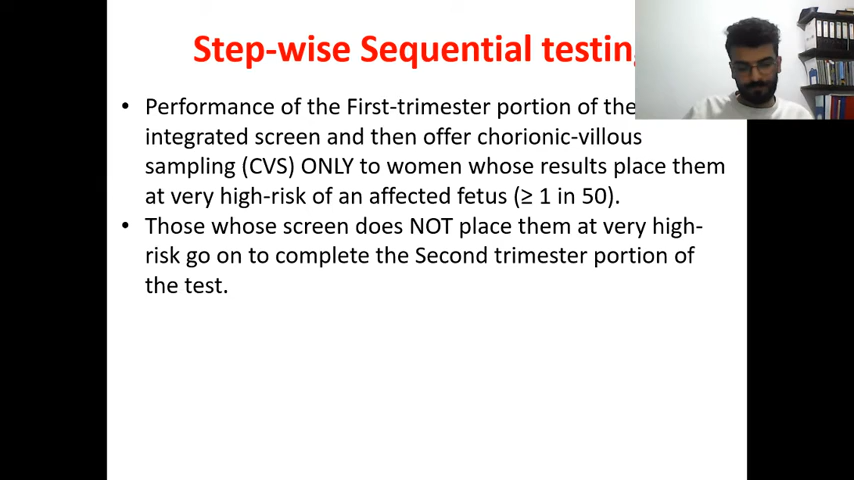 Step-wise Sequential testing
• Performance of the First-trimester portion of the
integrated screen and then offer chorionic-villous
sampling (CVS) ONLY to women whose results place them
at very high-risk of an affected fetus (≥ 1 in 50).
• Those whose screen does NOT place them at very high-
risk go on to complete the Second trimester portion of
the test.